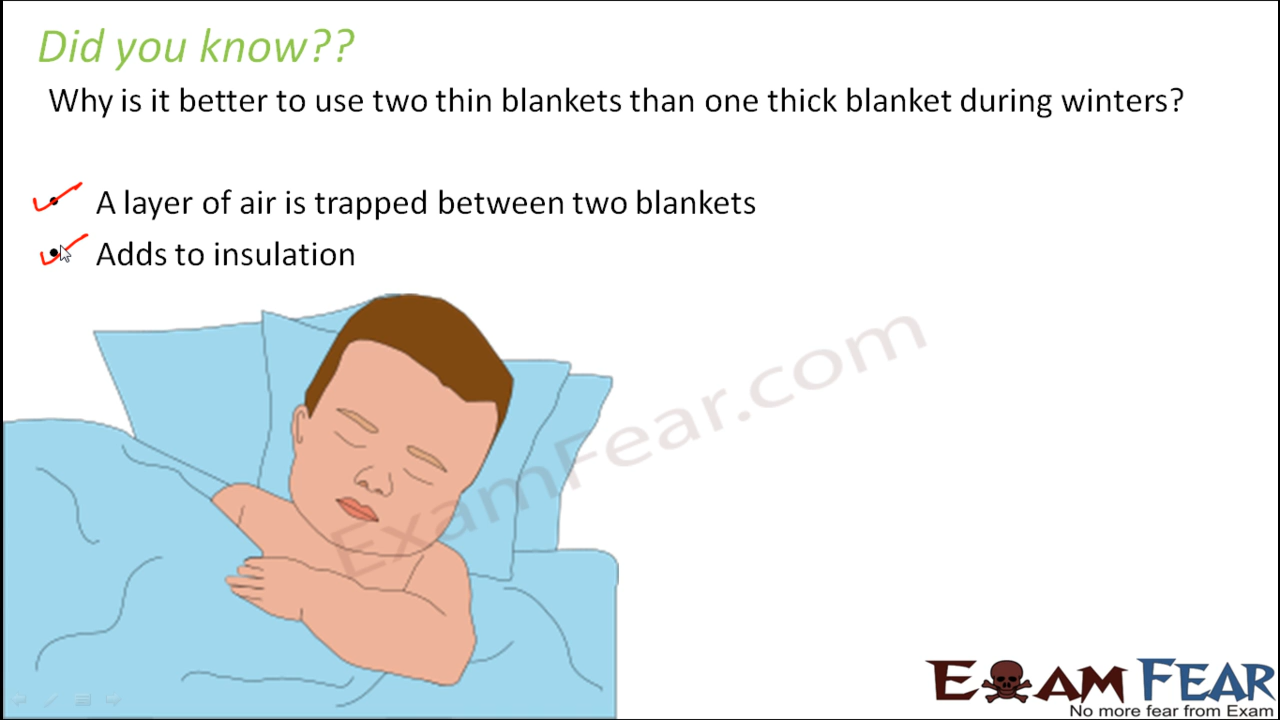 Did you know??
Why is it better to use two thin blankets than one thick blanket during winters?
A layer of air is trapped between two blankets
Adds to insulation
ExamFear.com
EXAM FEAR
No more fear from Exam